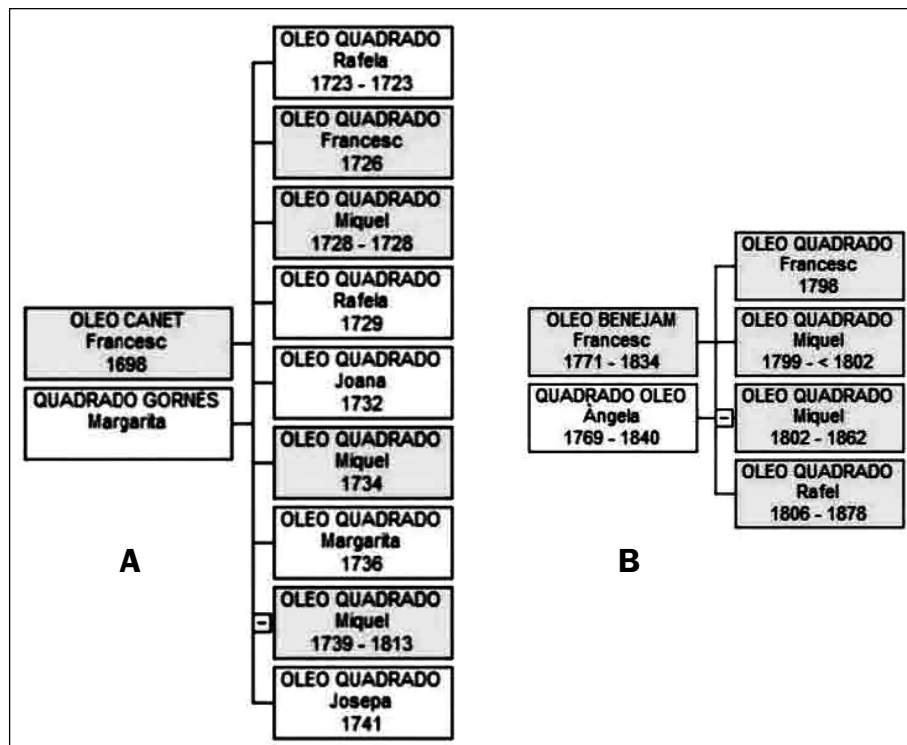 OLEO QUADRADO
Rafela
1723 - 1723
OLEO QUADRADO
Francesc
1726
OLEO QUADRADO
Miquel
1728 - 1728
OLEO QUADRADO
Rafela
1729
OLEO CANET
Francesc
1698
QUADRADO GORNÉS
Margarita
OLEO QUADRADO
Joana
1732
OLEO QUADRADO
Miquel
1734
OLEO QUADRADO
Margarita
1736
OLEO QUADRADO
Miquel
1739 - 1813
OLEO QUADRADO
Josepa
1741
A
OLEO BENEJAM
Francesc
1771 - 1834
QUADRADO OLEO
Àngela
1769 - 1840
OLEO QUADRADO
Francesc
1798
OLEO QUADRADO
Miquel
1799 - < 1802
OLEO QUADRADO
Miquel
1802 - 1862
OLEO QUADRADO
Rafel
1806 - 1878
B